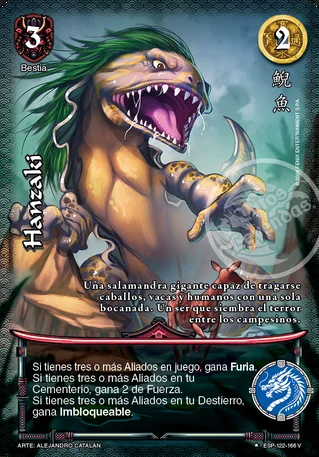 3
2
Bestia
鯢
魚
Hanzaki
Uña salamandra gigante capaz de tragarse
caballos, vacas y humanos con una sola
bocanada. Un ser que siembra el terror
entre los campesinos.
Si tienes tres o más Aliados en juego, gana Furia.
Si tienes tres o más Aliados en tu
Cementerio, gana 2 de Fuerza.
Si tienes tres o más Aliados en tu Destierro,
gana Imbloqueable.
ARTE: ALEJANDRO CATALÁN
ESP-122-166 V